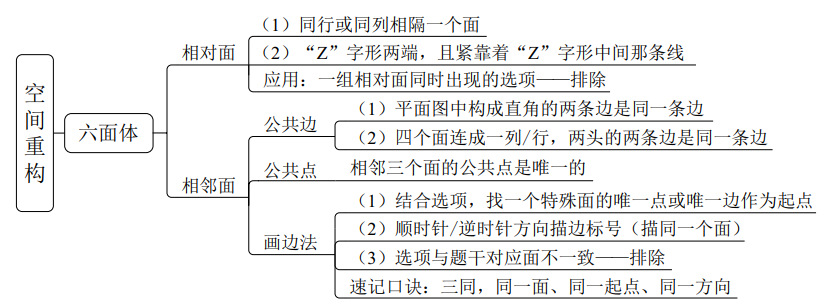 空间重构
六面体
相对面
（1）同行或同列相隔一个面
（2）“Z”字形两端，且紧靠着“Z”字形中间那条线
应用：一组相对面同时出现的选项——排除
相邻面
公共边
（1）平面图中构成直角的两条边是同一条边
（2）四个面连成一列/行，两头的两条边是同一条边
公共点
相邻三个面的公共点是唯一的
画边法
（1）结合选项，找一个特殊面的唯一点或唯一边作为起点
（2）顺时针/逆时针方向描边标号（描同一个面）
（3）选项与题干对应面不一致——排除
速记口诀：三同，同一面、同一起点、同一方向